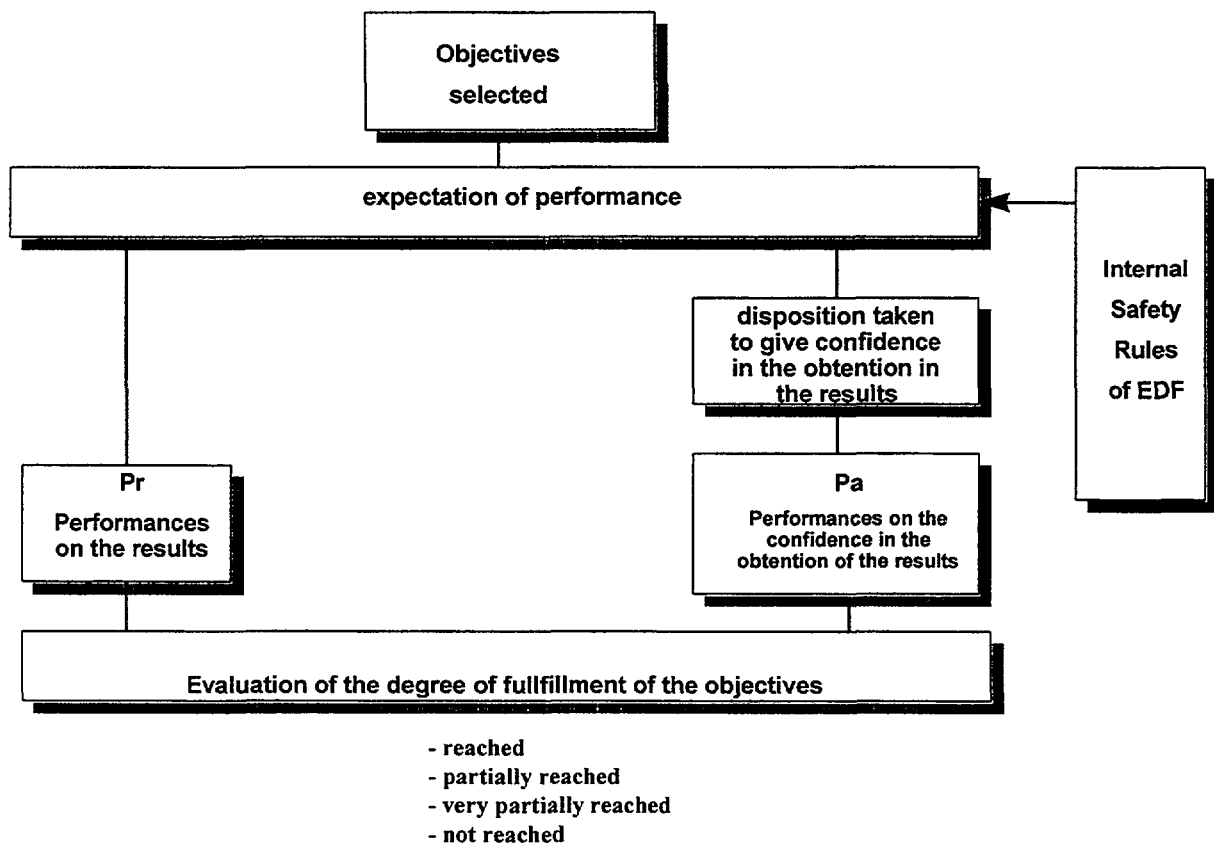 Objectives
selected
expectation of performance
Internal
Safety
Rules
of EDF
disposition taken
to give confidence
in the obtention in
the results
Pr
Performances
on the results
Pa
Performances on the
confidence in the
obtention of the results
Evaluation of the degree of fullfillment of the objectives
- reached
- partially reached
- very partially reached
- not reached